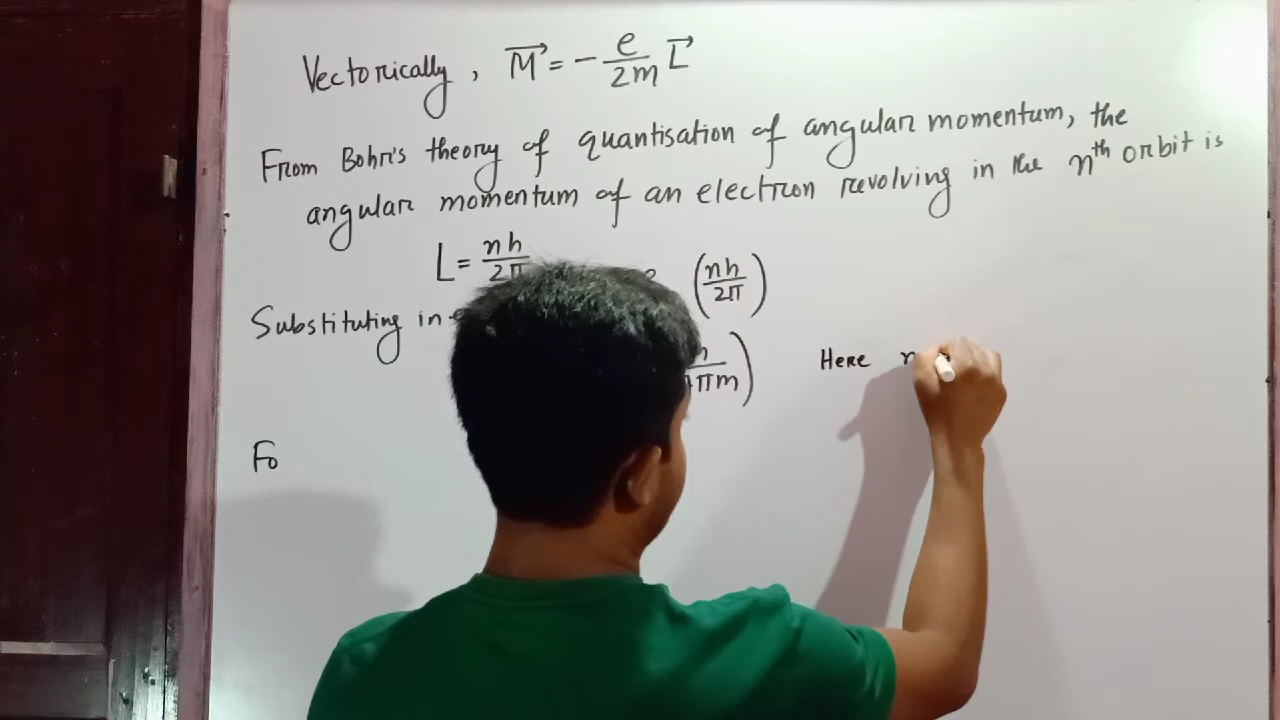 Vectorically, M⃗ = - e/2m L⃗
From Bohr's theory of quantisation of angular momentum, the
angular momentum of an electron revolving in the nth orbit is
L = nh/2π
(nh/2π)
Substituting in
πm) Here n
Fo